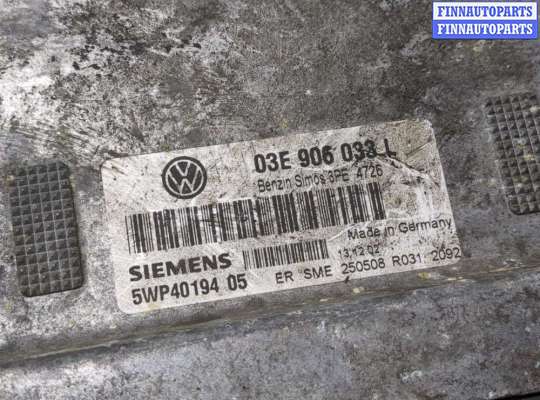 FINNAUTOPARTS
FINNAUTOPARTS
03E 906 033 L
Benzin Simos 3PE 4726
Made in Germany
SIEMENS
13.12.02
5WP40194 05
ER SME 250508 R031 2092